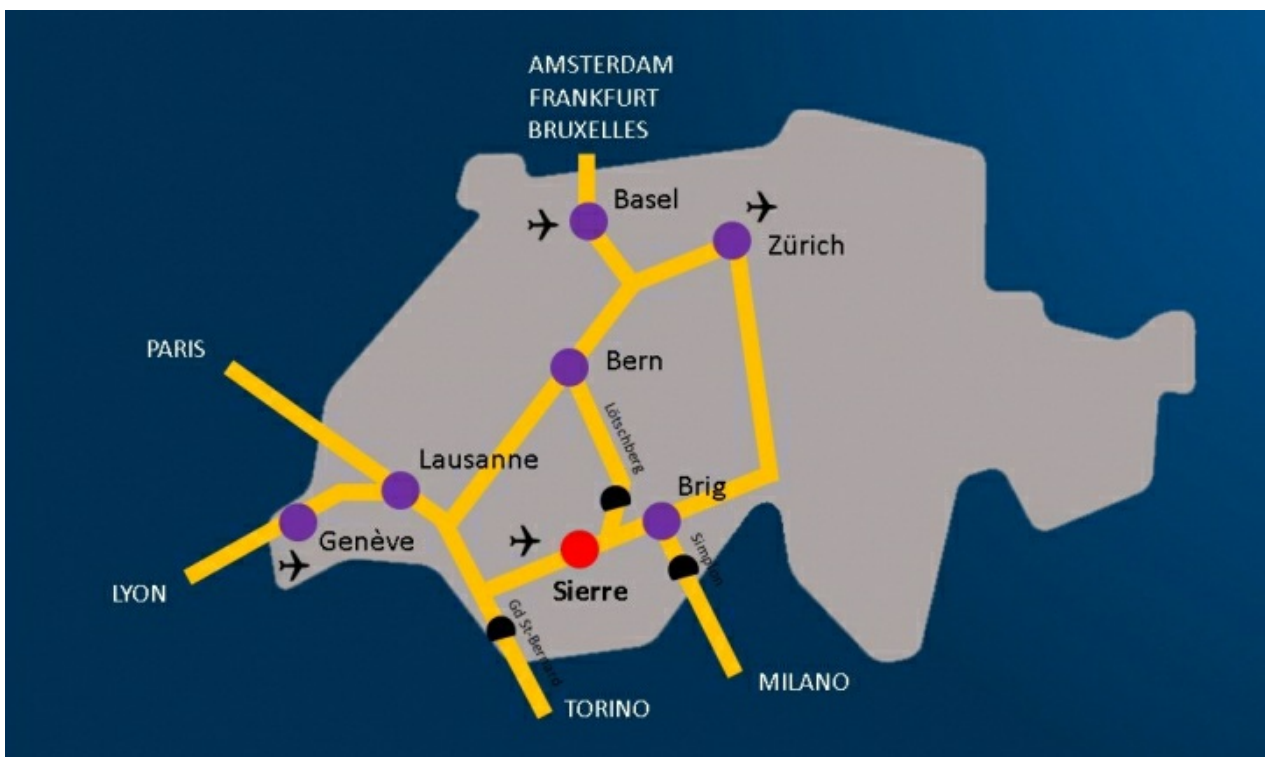 AMSTERDAM
FRANKFURT
BRUXELLES
Basel
Zürich
PARIS
Bern
Lötschberg
Lausanne
Brig
Genève
Simplon
LYON
Sierre
Gd St-Bernard
MILANO
TORINO